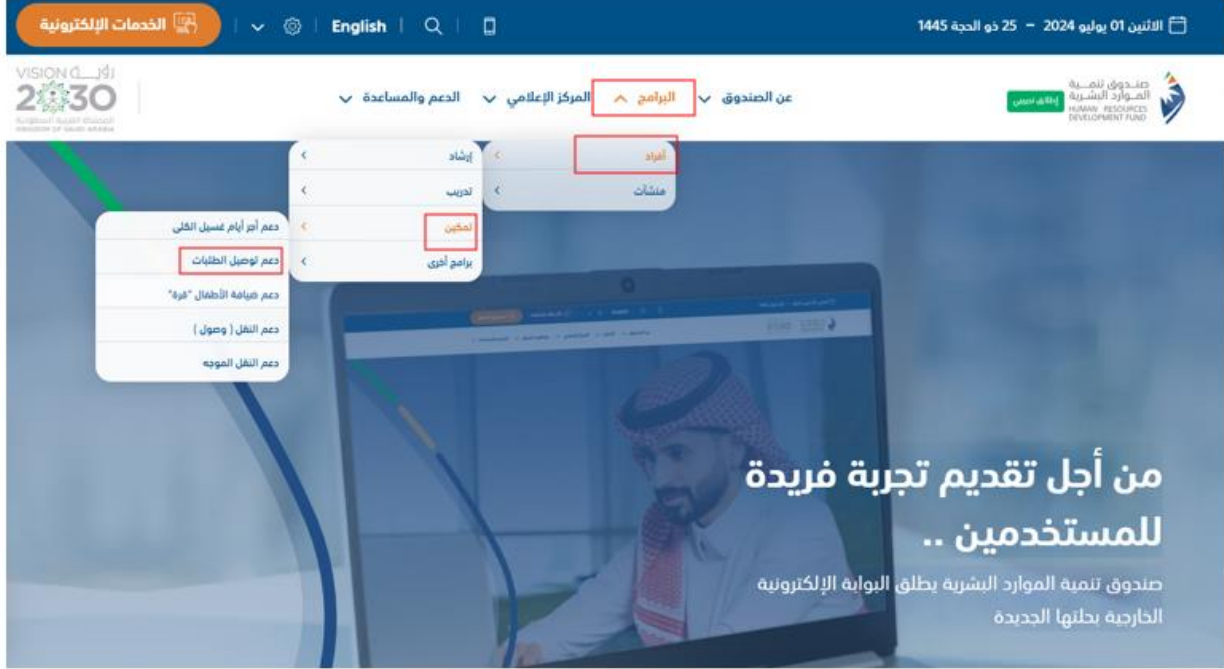 الاثنين 01 يوليو 2024 – 25 ذو الحجة 1445
English
الخدمات الإلكترونية
صندوق تنمية
الموارد البشرية
HUMAN RESOURCES
DEVELOPMENT FUND
إطلاق تجريبي
عن الصندوق
البرامج
المركز الإعلامي
الدعم والمساعدة
VISION رؤيـــة
2030
المملكة العربية السعودية
KINGDOM OF SAUDI ARABIA
أفراد
منشآت
إرشاد
تدريب
تمكين
برامج أخرى
دعم أجر أيام غسيل الكلى
دعم توصيل الطلبات
دعم ضيافة الأطفال "قرة"
دعم النقل ( وصول )
دعم النقل الموجه
من أجل تقديم تجربة فريدة
للمستخدمين ..
صندوق تنمية الموارد البشرية يطلق البوابة الإلكترونية
الخارجية بحلتها الجديدة